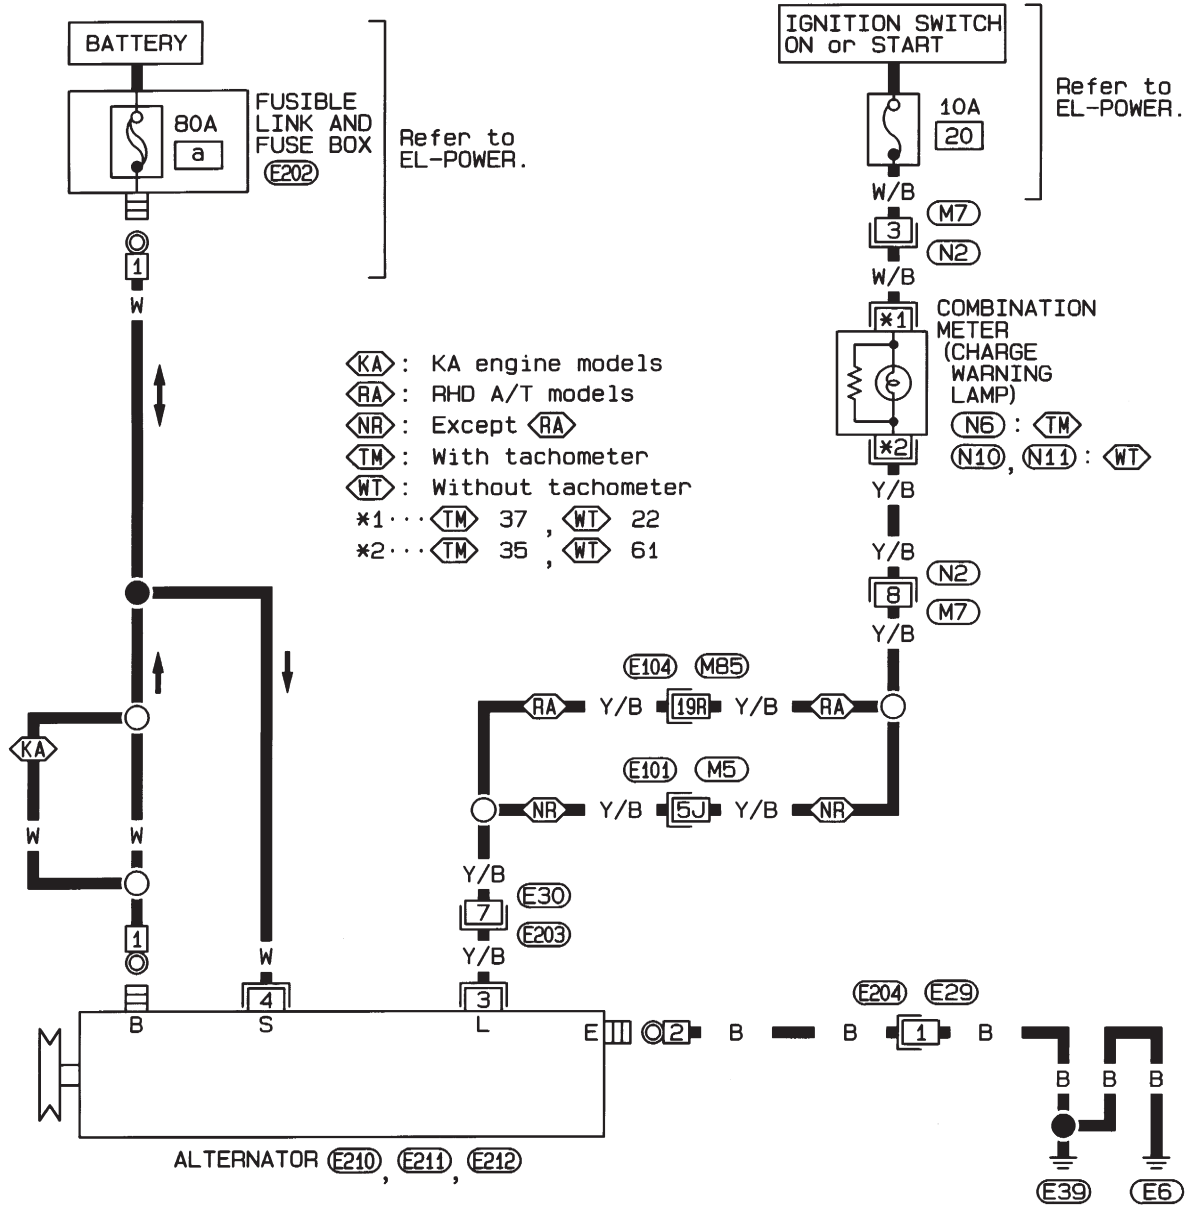 BATTERY
80A
a
FUSIBLE
LINK AND
FUSE BOX
E202
Refer to
EL-POWER.
1
W
IGNITION SWITCH
ON or START
10A
20
Refer to
EL-POWER.
W/B
M7
3
N2
W/B
*1
COMBINATION
METER
(CHARGE
WARNING
LAMP)
N6 : TM
N10, N11 : WT
*2
Y/B
Y/B
N2
8
M7
Y/B
KA : KA engine models
RA : RHD A/T models
NR : Except RA
TM : With tachometer
WT : Without tachometer
*1···TM 37 , WT 22
*2···TM 35 , WT 61
E104 M85
RA Y/B 19R Y/B RA
E101 M5
NR Y/B 5J Y/B NR
KA
W W
1
W
4
Y/B
E30
7
E203
Y/B
3
B S L E
2 B B
E204 E29
1 B
B B B
E39 E6
ALTERNATOR E210, E211, E212